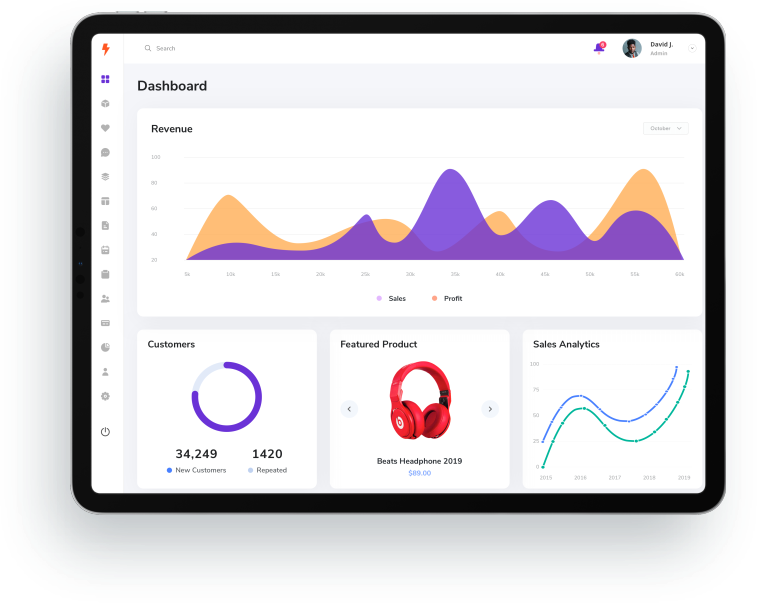 Search
5
David J.
Admin
Dashboard
Revenue
October
100
80
60
40
20
5k 10k 15k 20k 25k 30k 35k 40k 45k 50k 55k 60k
Sales Profit
Customers
34,249 1420
New Customers Repeated
Featured Product
Beats Headphone 2019
$89.00
Sales Analytics
100
75
50
25
0
2015 2016 2017 2018 2019